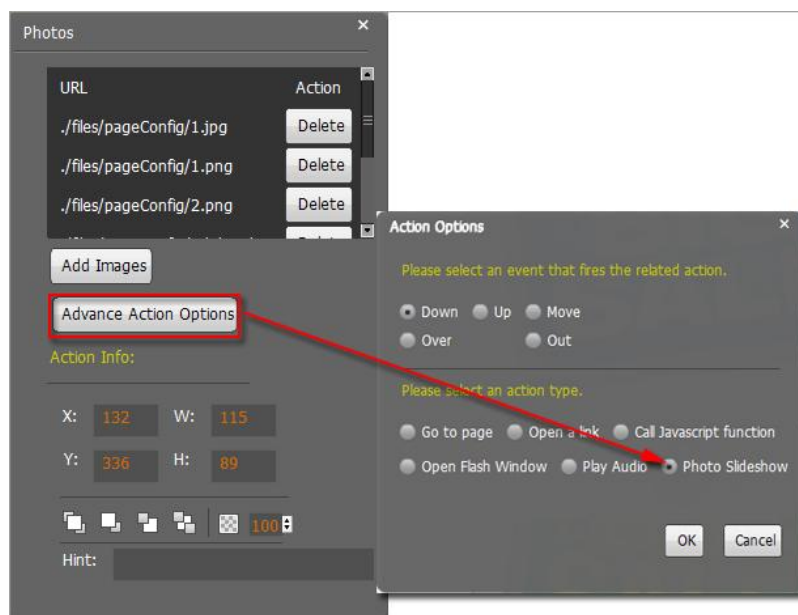 Photos
URL Action
./files/pageConfig/1.jpg Delete
./files/pageConfig/1.png Delete
./files/pageConfig/2.png Delete
Add Images
Advance Action Options
Action Info:
X: 132 W: 115
Y: 336 H: 89
100
Hint:
Action Options
Please select an event that fires the related action.
Down Up Move
Over Out
Please select an action type.
Go to page Open a link Call Javascript function
Open Flash Window Play Audio Photo Slideshow
OK Cancel